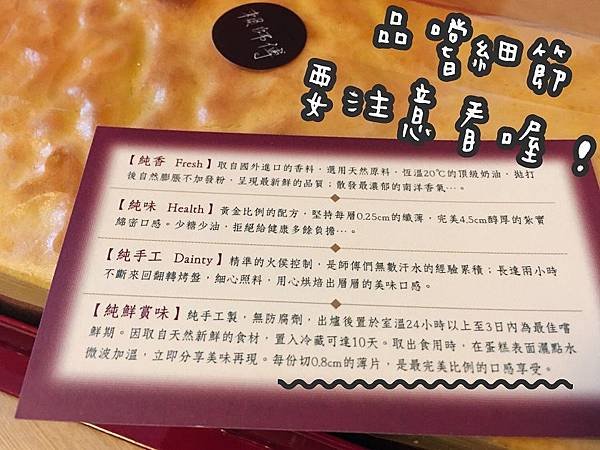 品嚐細節
要注意看喔！
【純香 Fresh】取自國外進口的香料，選用天然原料，恆溫20℃的頂級奶油，拋打
後自然膨脹不加發粉，呈現最新鮮的品質；散發最濃郁的南洋香氣…。
【純味 Health】黃金比例的配方，堅持每層0.25cm的纖薄，完美4.5cm醇厚的紮實
綿密口感。少糖少油，拒絕給健康多餘負擔…。
【純手工 Dainty】精準的火侯控制，是師傅們無數汗水的經驗累積；長達兩小時
不斷來回翻轉烤盤，細心照料，用心烘焙出層層的美味口感。
【純鮮賞味】純手工製，無防腐劑，出爐後置於室溫24小時以上至3日內為最佳嚐
鮮期。因取自天然新鮮的食材，置入冷藏可達10天。取出食用時，在蛋糕表面灑點水
微波加溫，立即分享美味再現。每份切0.8cm的薄片，是最完美比例的口感享受。